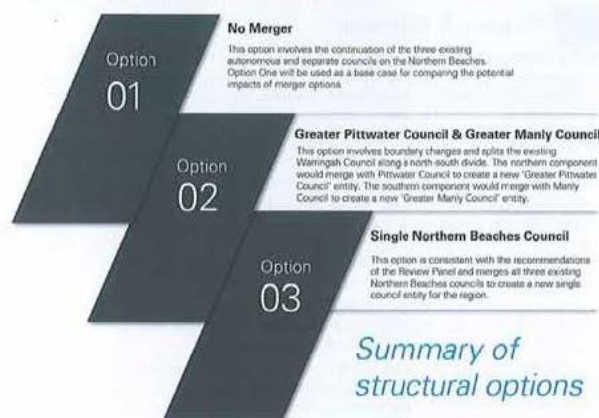 Option
01
No Merger
This option involves the continuation of the three existing
autonomous and separate councils on the Northern Beaches.
Option One will be used as a base case for comparing the potential
impacts of merger options.
Option
02
Greater Pittwater Council & Greater Manly Council
This option involves boundary changes and splits the existing
Warringah Council along a north-south divide. The northern component
would merge with Pittwater Council to create a new 'Greater Pittwater
Council' entity. The southern component would merge with Manly
Council to create a new 'Greater Manly Council' entity.
Option
03
Single Northern Beaches Council
This option is consistent with the recommendations
of the Review Panel and merges all three existing
Northern Beaches councils to create a new single
council entity for the region.
Summary of
structural options